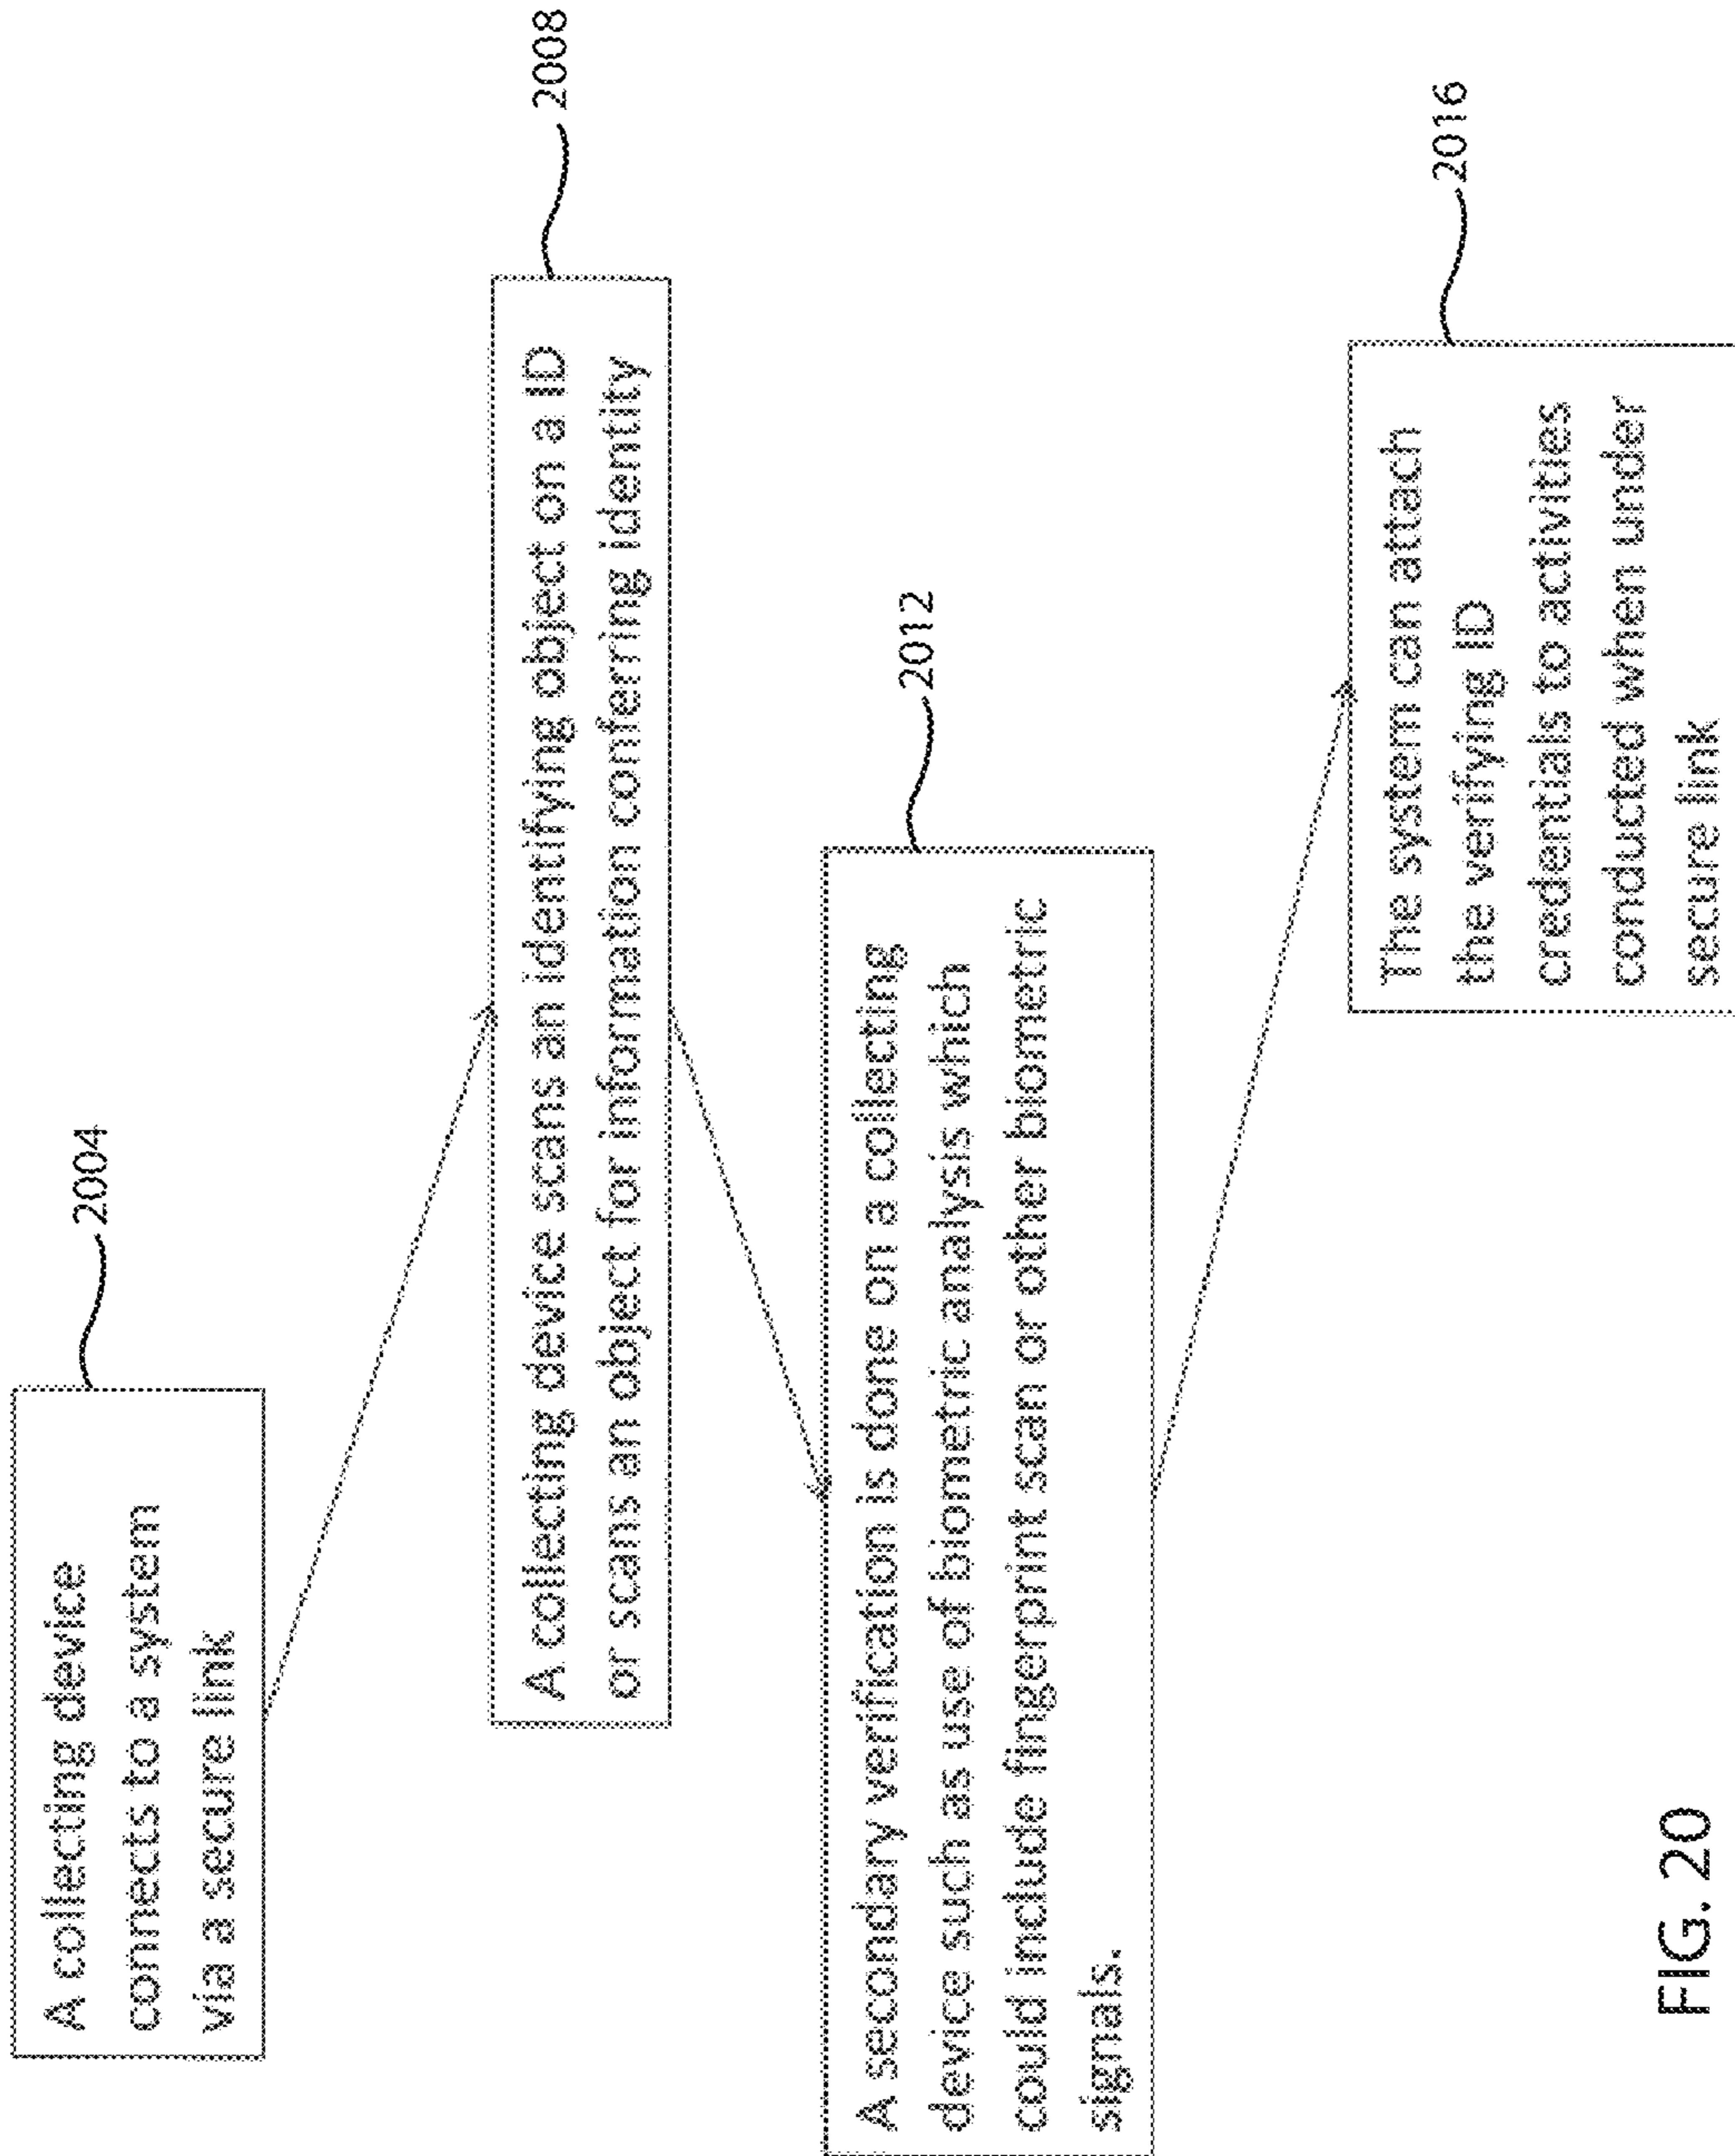 A collecting device
connects to a system
via a secure link
2004
A collecting device scans an identifying object on a ID
or scans an object for information conferring identity
2008
A secondary verification is done on a collecting
device such as use of biometric analysis which
could include fingerprint scan or other biometric
signals.
2012
The system can attach
the verifying ID
credentials to activities
conducted when under
secure link
2016
FIG. 20